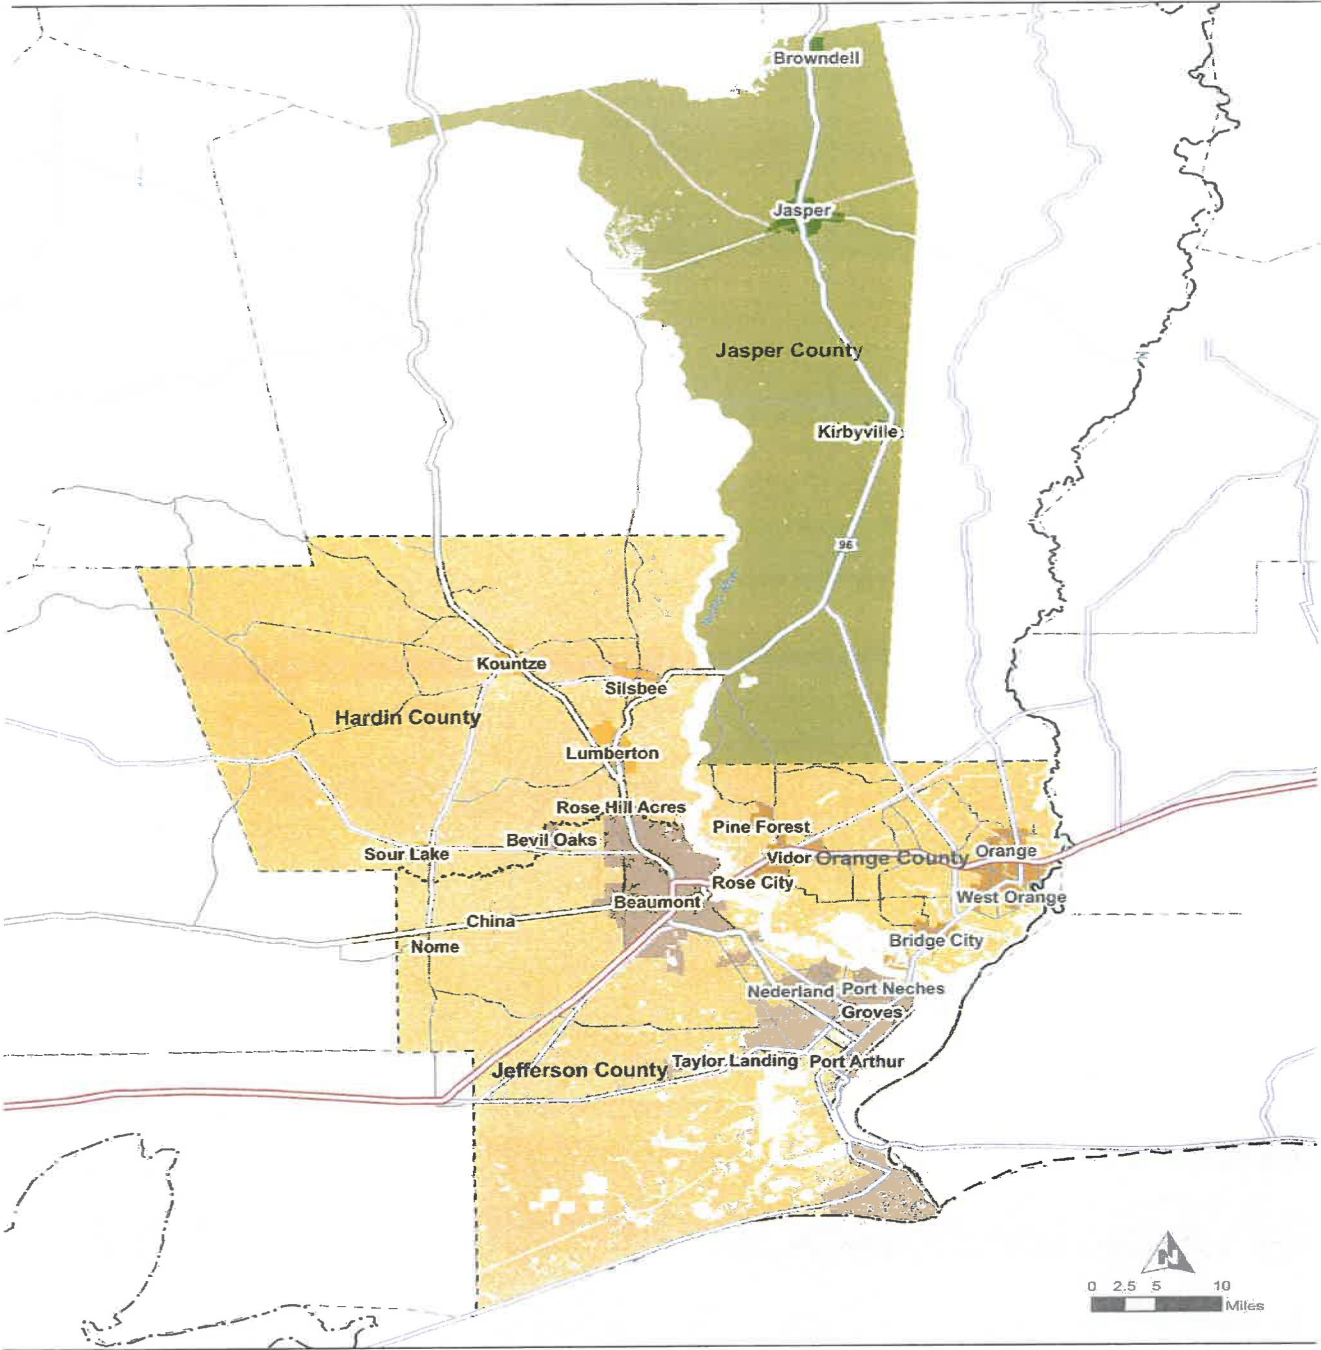 Browndell
Jasper
Jasper County
Kirbyville
96
Neches River
Kountze
Silsbee
Hardin County
Lumberton
Rose Hill Acres
Pine Forest
Bevil Oaks
Sour Lake
Vidor Orange County Orange
Rose City
West Orange
Beaumont
China
Bridge City
Nome
Nederland Port Neches
Groves
Jefferson County Taylor Landing Port Arthur
N
0 2.5 5 10
Miles